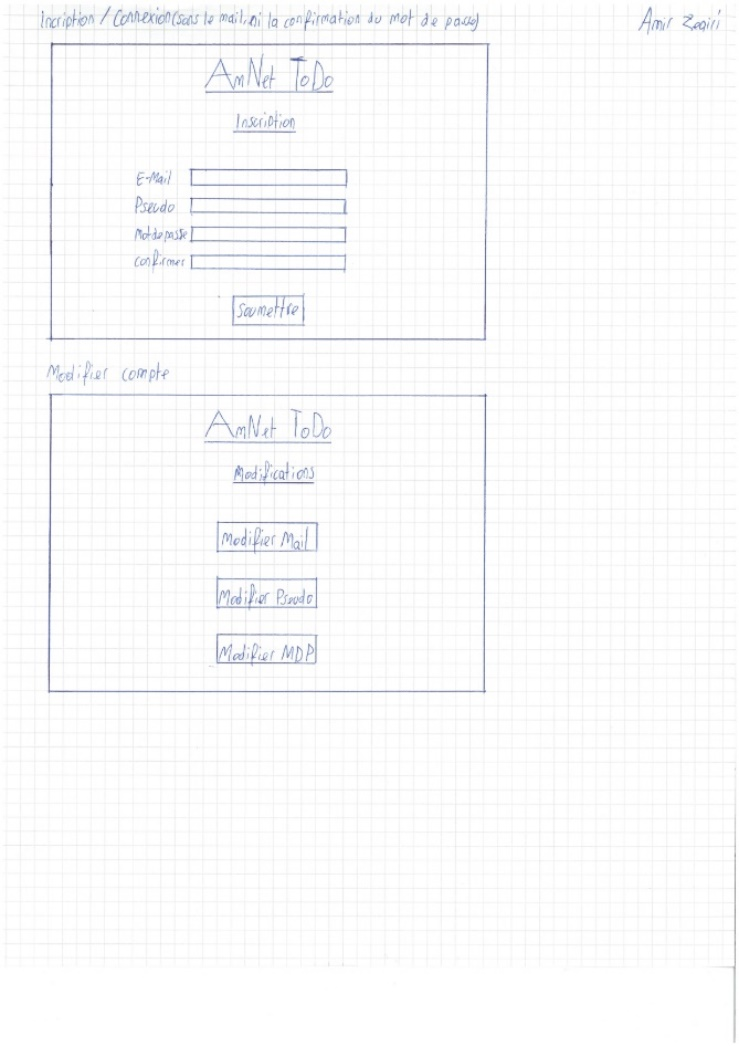 Incription / Connexion (sans le mail, ni la confirmation du mot de passe)
Amir Zeqiri
AmNet ToDo
Inscription
E-Mail
Pseudo
Mot de passe
Confirmer
Soumettre
Modifier compte
AmNet ToDo
Modifications
Modifier Mail
Modifier Pseudo
Modifier MDP